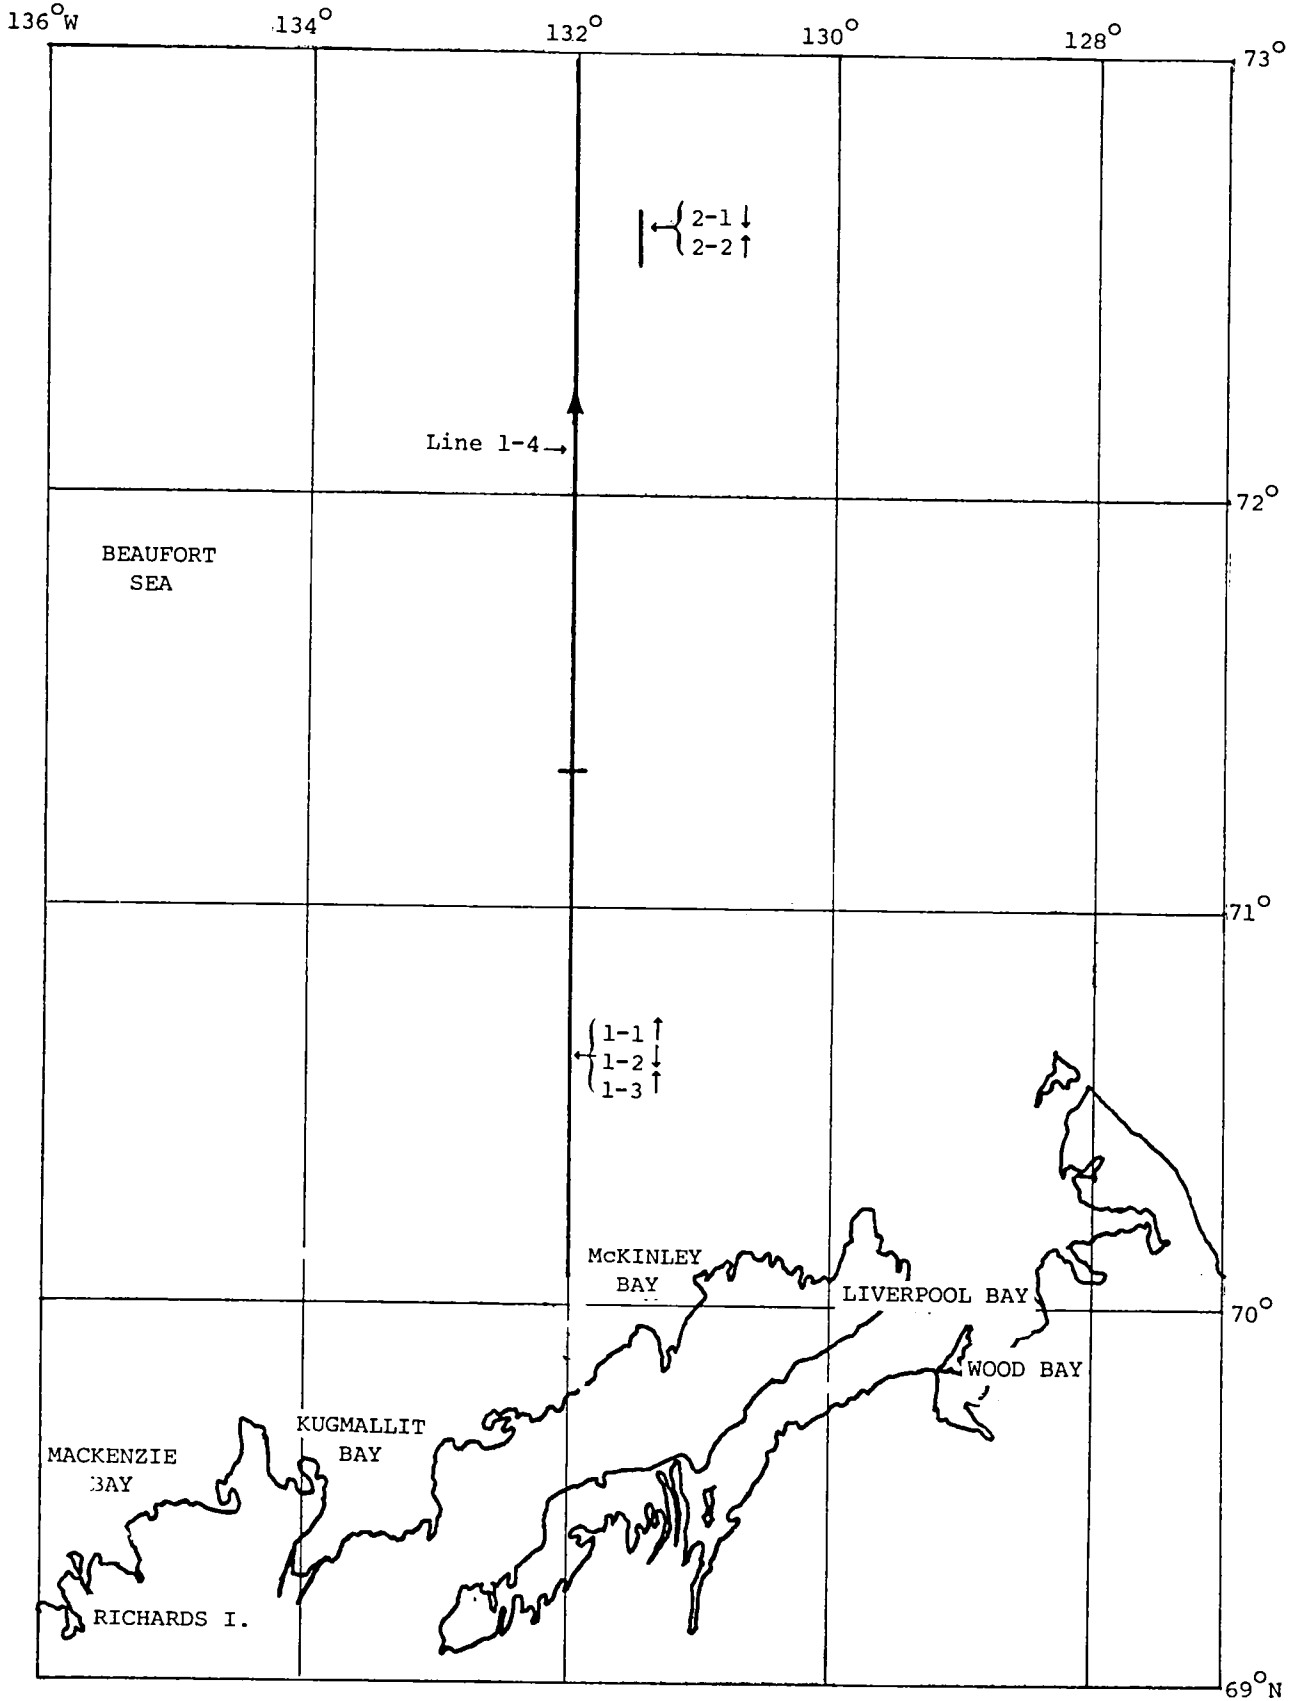 136°W 134° 132° 130° 128°
73°
2-1 ↓
2-2 ↑
Line 1-4→
72°
BEAUFORT
SEA
71°
1-1 ↑
1-2 ↓
1-3 ↑
McKINLEY
BAY
LIVERPOOL BAY
70°
WOOD BAY
KUGMALLIT
BAY
MACKENZIE
BAY
RICHARDS I.
69°N